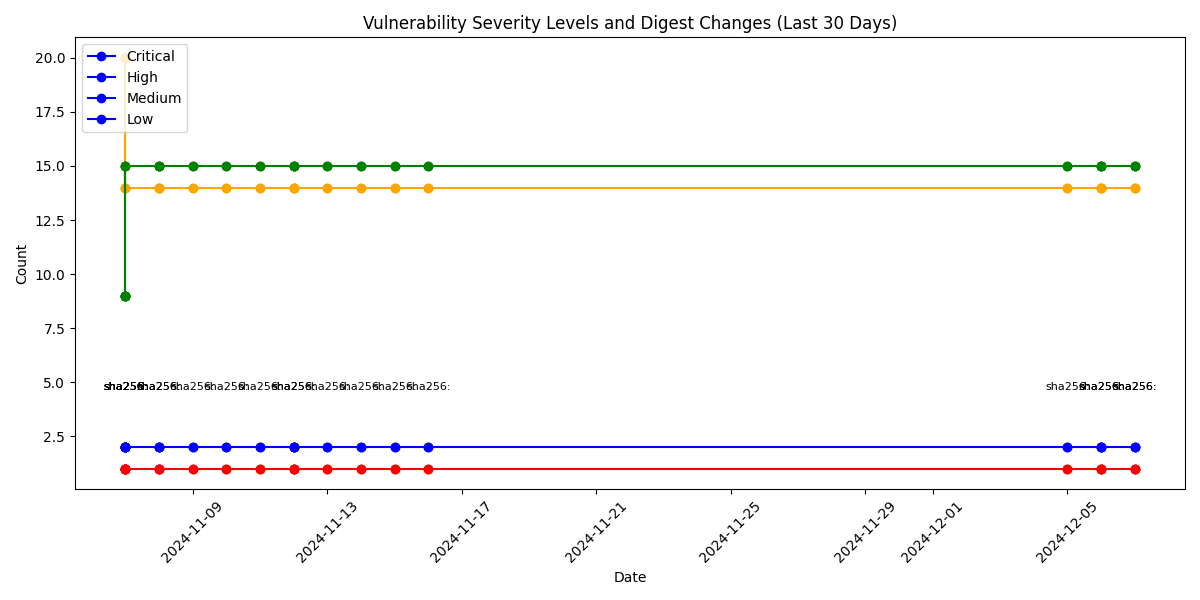 Vulnerability Severity Levels and Digest Changes (Last 30 Days)
Critical
High
Medium
Low
20.0
17.5
15.0
12.5
10.0
7.5
5.0
2.5
Count
sha256: sha256: sha256: sha256: sha256: sha256: sha256: sha256: sha256: sha256: sha256: sha256: sha256:
2024-11-09 2024-11-13 2024-11-17 2024-11-21 2024-11-25 2024-11-29 2024-12-01 2024-12-05
Date